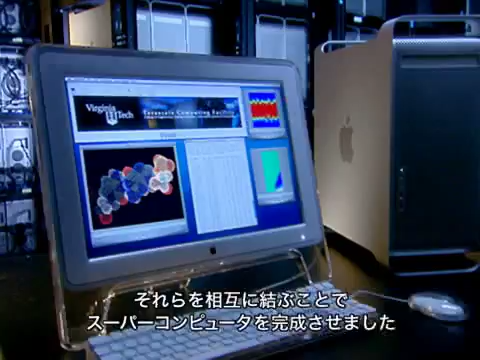 Virginia Tech
Terascale Computing Facility
それらを相互に結ぶことで
スーパーコンピュータを完成させました